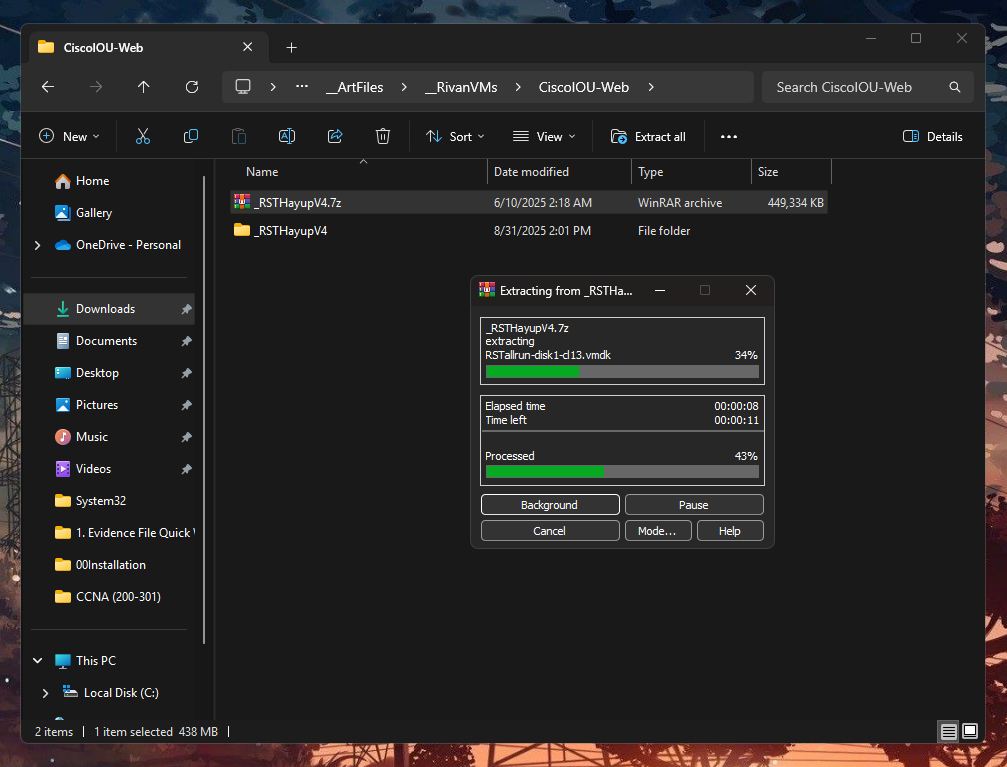 CiscoIOU-Web
... __ArtFiles > __RivanVMs > CiscoIOU-Web >
Search CiscoIOU-Web
New
Sort
View
Extract all
...
Details
Name
Date modified
Type
Size
_RSTHayupV4.7z
6/10/2025 2:18 AM
WinRAR archive
449,334 KB
_RSTHayupV4
8/31/2025 2:01 PM
File folder
Home
Gallery
OneDrive - Personal
Downloads
Documents
Desktop
Pictures
Music
Videos
System32
1. Evidence File Quick
00Installation
CCNA (200-301)
This PC
Local Disk (C:)
Extracting from _RSTHa...
_RSTHayupV4.7z
extracting
RSTallrun-disk1-cl13.vmdk 34%
Elapsed time 00:00:08
Time left 00:00:11
Processed 43%
Background
Pause
Cancel
Mode...
Help
2 items
1 item selected 438 MB